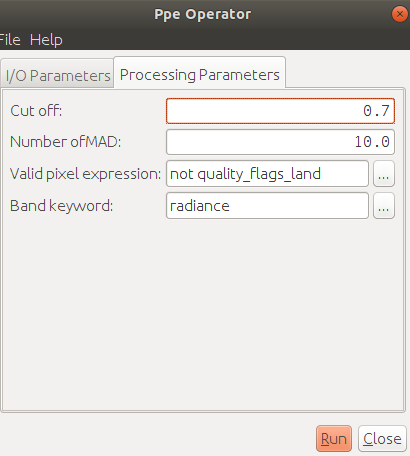 Ppe Operator
File Help
I/O Parameters Processing Parameters
Cut off: 0.7
Number ofMAD: 10.0
Valid pixel expression: not quality_flags_land ...
Band keyword: radiance ...
Run Close